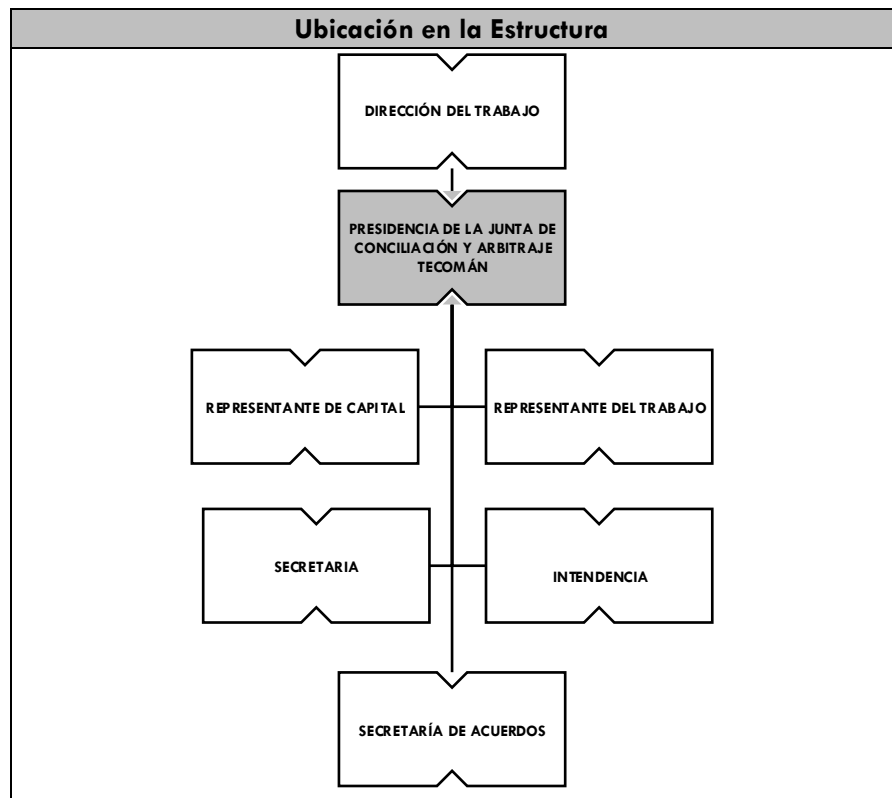 Ubicación en la Estructura
DIRECCIÓN DEL TRABAJO
PRESIDENCIA DE LA JUNTA DE
CONCILIACIÓN Y ARBITRAJE
TECOMÁN
REPRESENTANTE DE CAPITAL
REPRESENTANTE DEL TRABAJO
SECRETARIA
INTENDENCIA
SECRETARÍA DE ACUERDOS